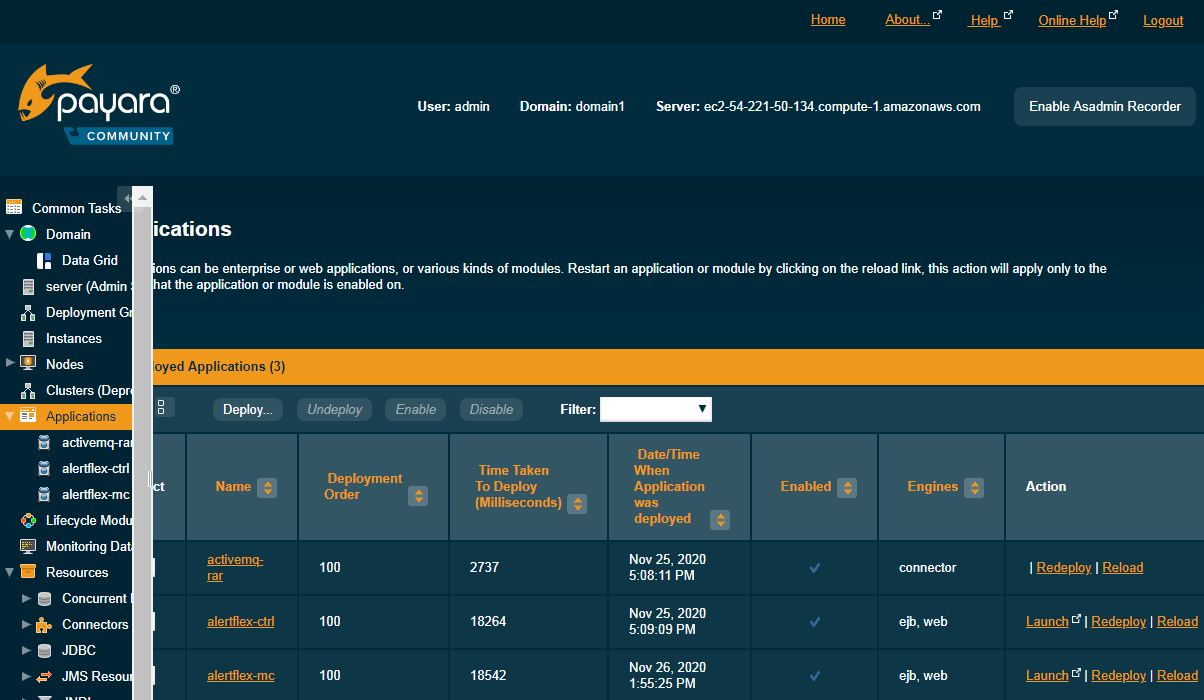 Home About... Help Online Help Logout
payara®
COMMUNITY
User: admin Domain: domain1 Server: ec2-54-221-50-134.compute-1.amazonaws.com Enable Asadmin Recorder
Common Tasks
Domain
Data Grid
server (Admin
Deployment Gr
Instances
Nodes
Clusters (Depre
Applications
activemq-rar
alertflex-ctrl
alertflex-mc
Lifecycle Modu
Monitoring Data
Resources
Concurrent
Connectors
JDBC
JMS Resou
JNDI
ications
ions can be enterprise or web applications, or various kinds of modules. Restart an application or module by clicking on the reload link, this action will apply only to the
hat the application or module is enabled on.
oyed Applications (3)
Deploy... Undeploy Enable Disable Filter:
ct
Name
Deployment
Order
Time Taken
To Deploy
(Milliseconds)
Date/Time
When
Application
was
deployed
Enabled
Engines
Action
activemq-
rar
100
2737
Nov 25, 2020
5:08:11 PM
connector
| Redeploy | Reload
alertflex-ctrl
100
18264
Nov 25, 2020
5:09:09 PM
ejb, web
Launch | Redeploy | Reload
alertflex-mc
100
18542
Nov 26, 2020
1:55:25 PM
ejb, web
Launch | Redeploy | Reload